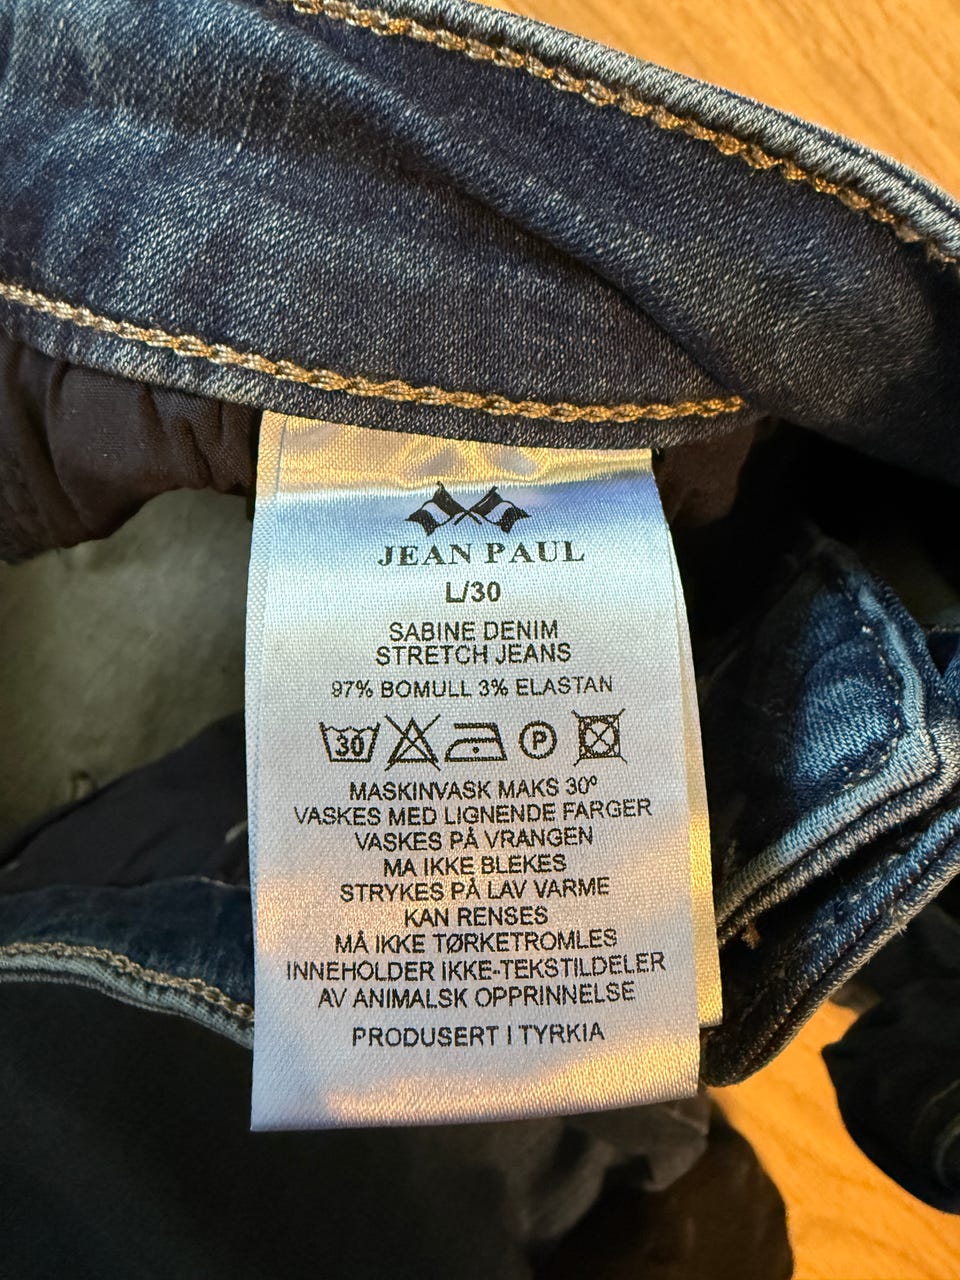 JEAN PAUL
L/30
SABINE DENIM
STRETCH JEANS
97% BOMULL 3% ELASTAN
30 P
MASKINVASK MAKS 30º
VASKES MED LIGNENDE FARGER
VASKES PÅ VRANGEN
MA IKKE BLEKES
STRYKES PÅ LAV VARME
KAN RENSES
MÅ IKKE TØRKETROMLES
INNEHOLDER IKKE-TEKSTILDELER
AV ANIMALSK OPPRINNELSE
PRODUSERT I TYRKIA